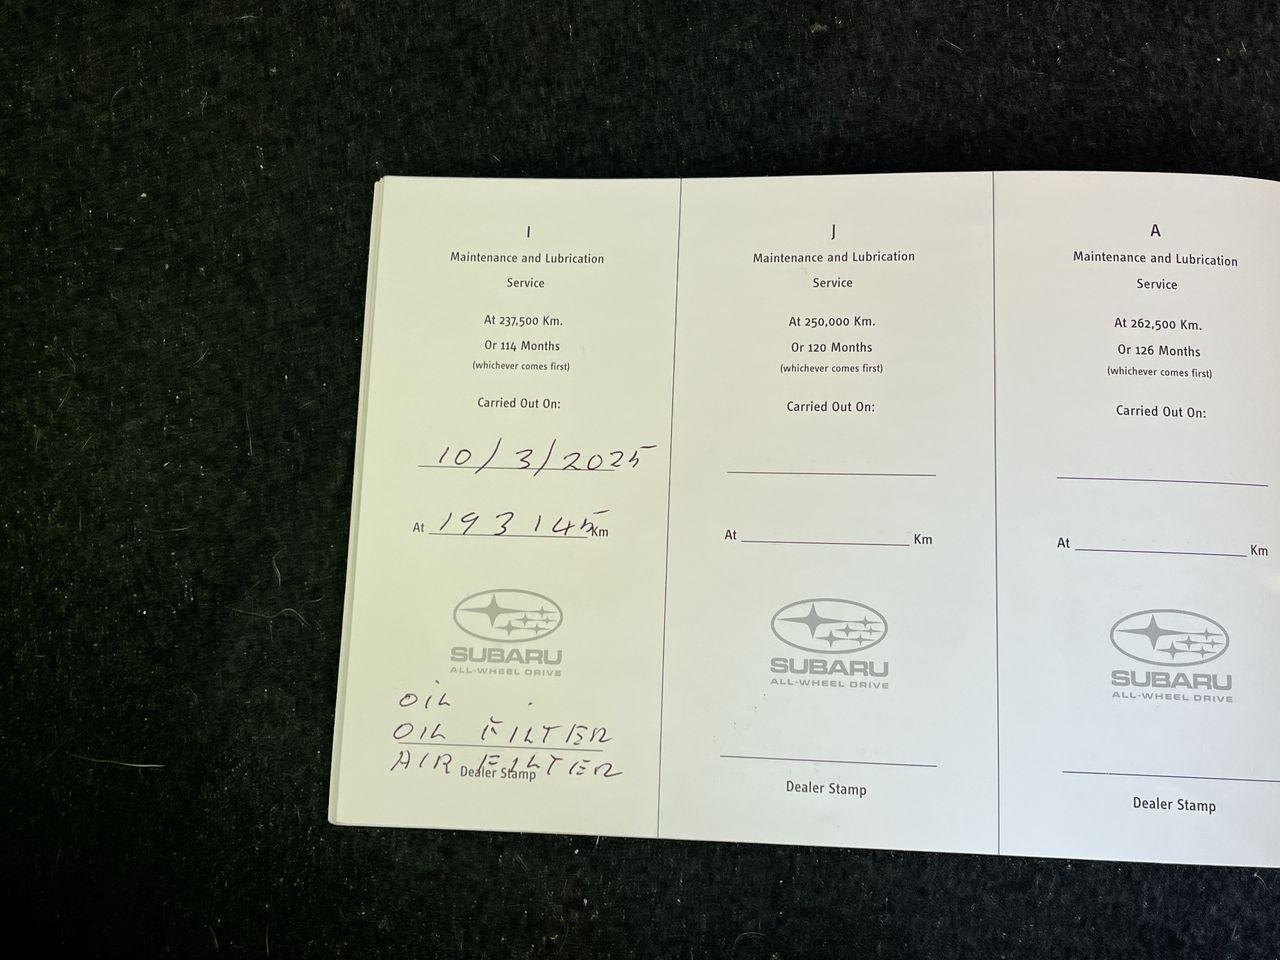 I
Maintenance and Lubrication
Service
At 237,500 Km.
Or 114 Months
(whichever comes first)
Carried Out On:
10/3/2025
At 193145 Km
SUBARU
ALL-WHEEL DRIVE
OIL
OIL FILTER
AIR FILTER
Dealer Stamp
J
Maintenance and Lubrication
Service
At 250,000 Km.
Or 120 Months
(whichever comes first)
Carried Out On:
At Km
SUBARU
ALL-WHEEL DRIVE
Dealer Stamp
A
Maintenance and Lubrication
Service
At 262,500 Km.
Or 126 Months
(whichever comes first)
Carried Out On:
At Km
SUBARU
ALL-WHEEL DRIVE
Dealer Stamp